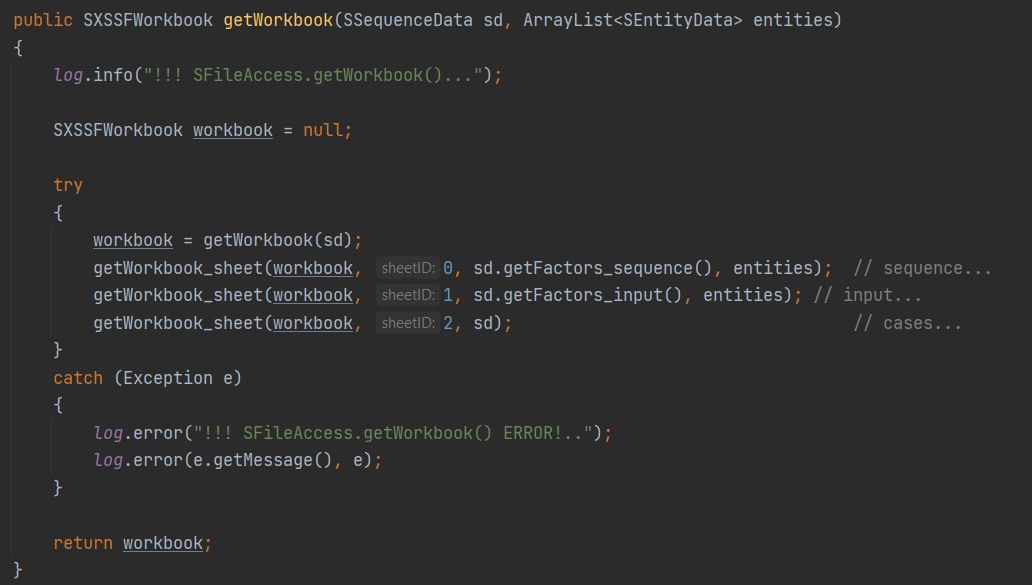 public SXSSFWorkbook getWorkbook(SSequenceData sd, ArrayList<SEntityData> entities)
{
    log.info("!!! SFileAccess.getWorkbook()...");

    SXSSFWorkbook workbook = null;

    try
    {
        workbook = getWorkbook(sd);
        getWorkbook_sheet(workbook, sheetID: 0, sd.getFactors_sequence(), entities);  // sequence...
        getWorkbook_sheet(workbook, sheetID: 1, sd.getFactors_input(), entities); // input...
        getWorkbook_sheet(workbook, sheetID: 2, sd);                                  // cases...
    }
    catch (Exception e)
    {
        log.error("!!! SFileAccess.getWorkbook() ERROR!..");
        log.error(e.getMessage(), e);
    }

    return workbook;
}